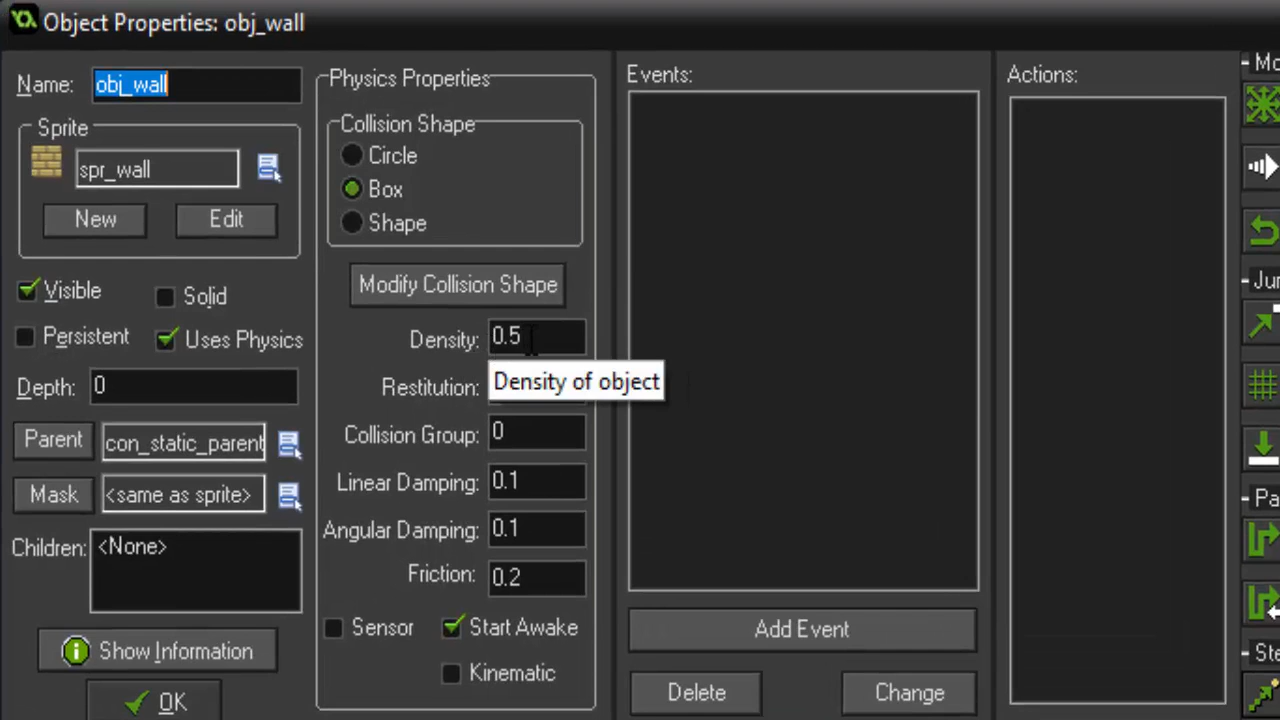 Object Properties: obj_wall
Name: obj_wall
Sprite
spr_wall
New Edit
Visible Solid
Persistent Uses Physics
Depth: 0
Parent con_static_parent
Mask <same as sprite>
Children: <None>
Show Information
OK
Physics Properties
Collision Shape
Circle
Box
Shape
Modify Collision Shape
Density: 0.5
Density of object
Restitution:
Collision Group: 0
Linear Damping: 0.1
Angular Damping: 0.1
Friction: 0.2
Sensor Start Awake
Kinematic
Events:
Add Event
Delete Change
Actions: